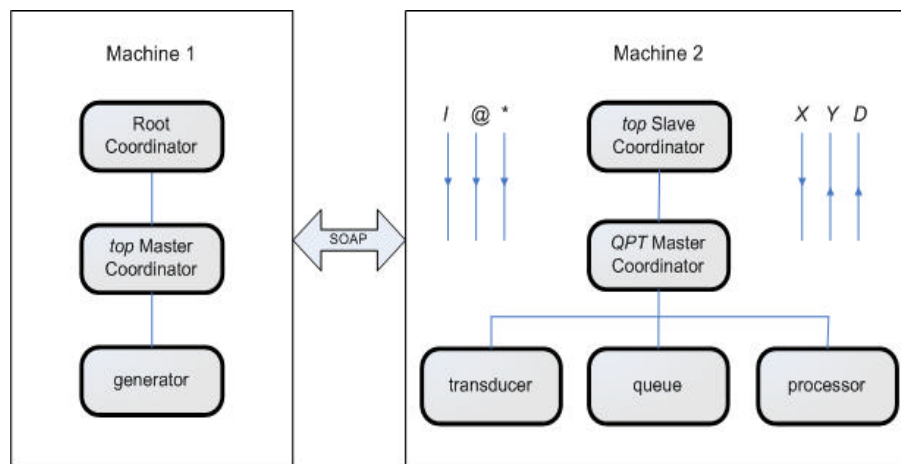 Machine 1
Root
Coordinator
top Master
Coordinator
generator
SOAP
Machine 2
I @ *
top Slave
Coordinator
X Y D
QPT Master
Coordinator
transducer
queue
processor